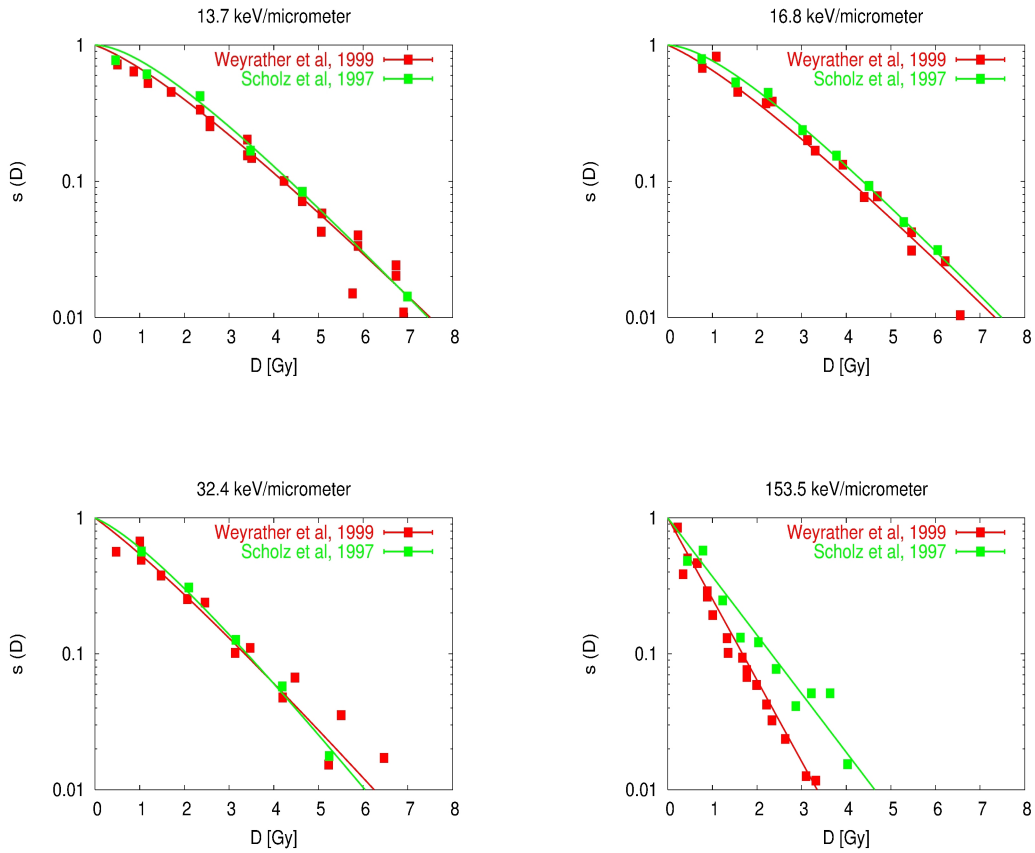 13.7 keV/micrometer
1
0.1
0.01
s (D)
Weyrather et al, 1999
Scholz et al, 1997
0 1 2 3 4 5 6 7 8
D [Gy]
16.8 keV/micrometer
1
0.1
0.01
s (D)
Weyrather et al, 1999
Scholz et al, 1997
0 1 2 3 4 5 6 7 8
D [Gy]
32.4 keV/micrometer
1
0.1
0.01
s (D)
Weyrather et al, 1999
Scholz et al, 1997
0 1 2 3 4 5 6 7 8
D [Gy]
153.5 keV/micrometer
1
0.1
0.01
s (D)
Weyrather et al, 1999
Scholz et al, 1997
0 1 2 3 4 5 6 7 8
D [Gy]